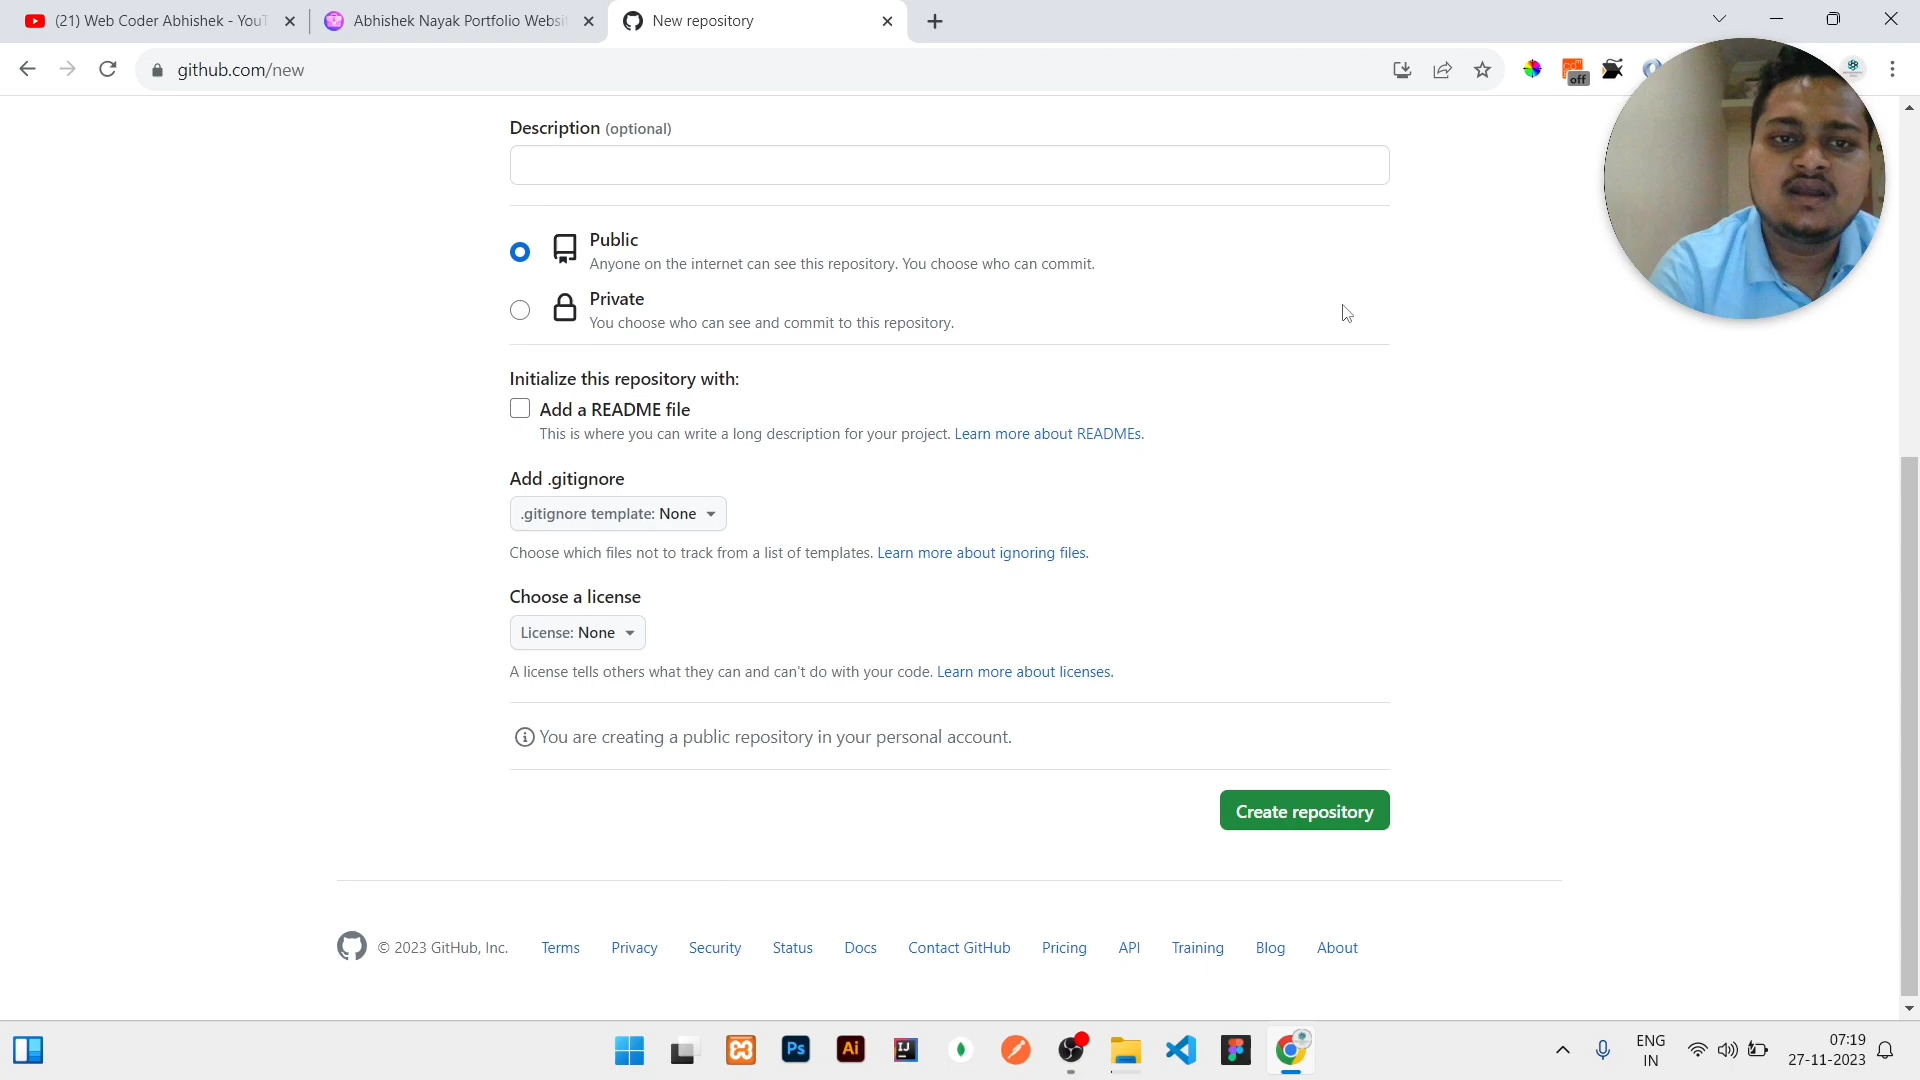 (21) Web Coder Abhishek - YouT
Abhishek Nayak Portfolio Websi
New repository
github.com/new
off
Description (optional)
Public
Anyone on the internet can see this repository. You choose who can commit.
Private
You choose who can see and commit to this repository.
Initialize this repository with:
Add a README file
This is where you can write a long description for your project. Learn more about READMEs.
Add .gitignore
.gitignore template: None
Choose which files not to track from a list of templates. Learn more about ignoring files.
Choose a license
License: None
A license tells others what they can and can't do with your code. Learn more about licenses.
You are creating a public repository in your personal account.
Create repository
© 2023 GitHub, Inc. Terms Privacy Security Status Docs Contact GitHub Pricing API Training Blog About
Ps
Ai
IJ
ENG
IN
07:19
27-11-2023